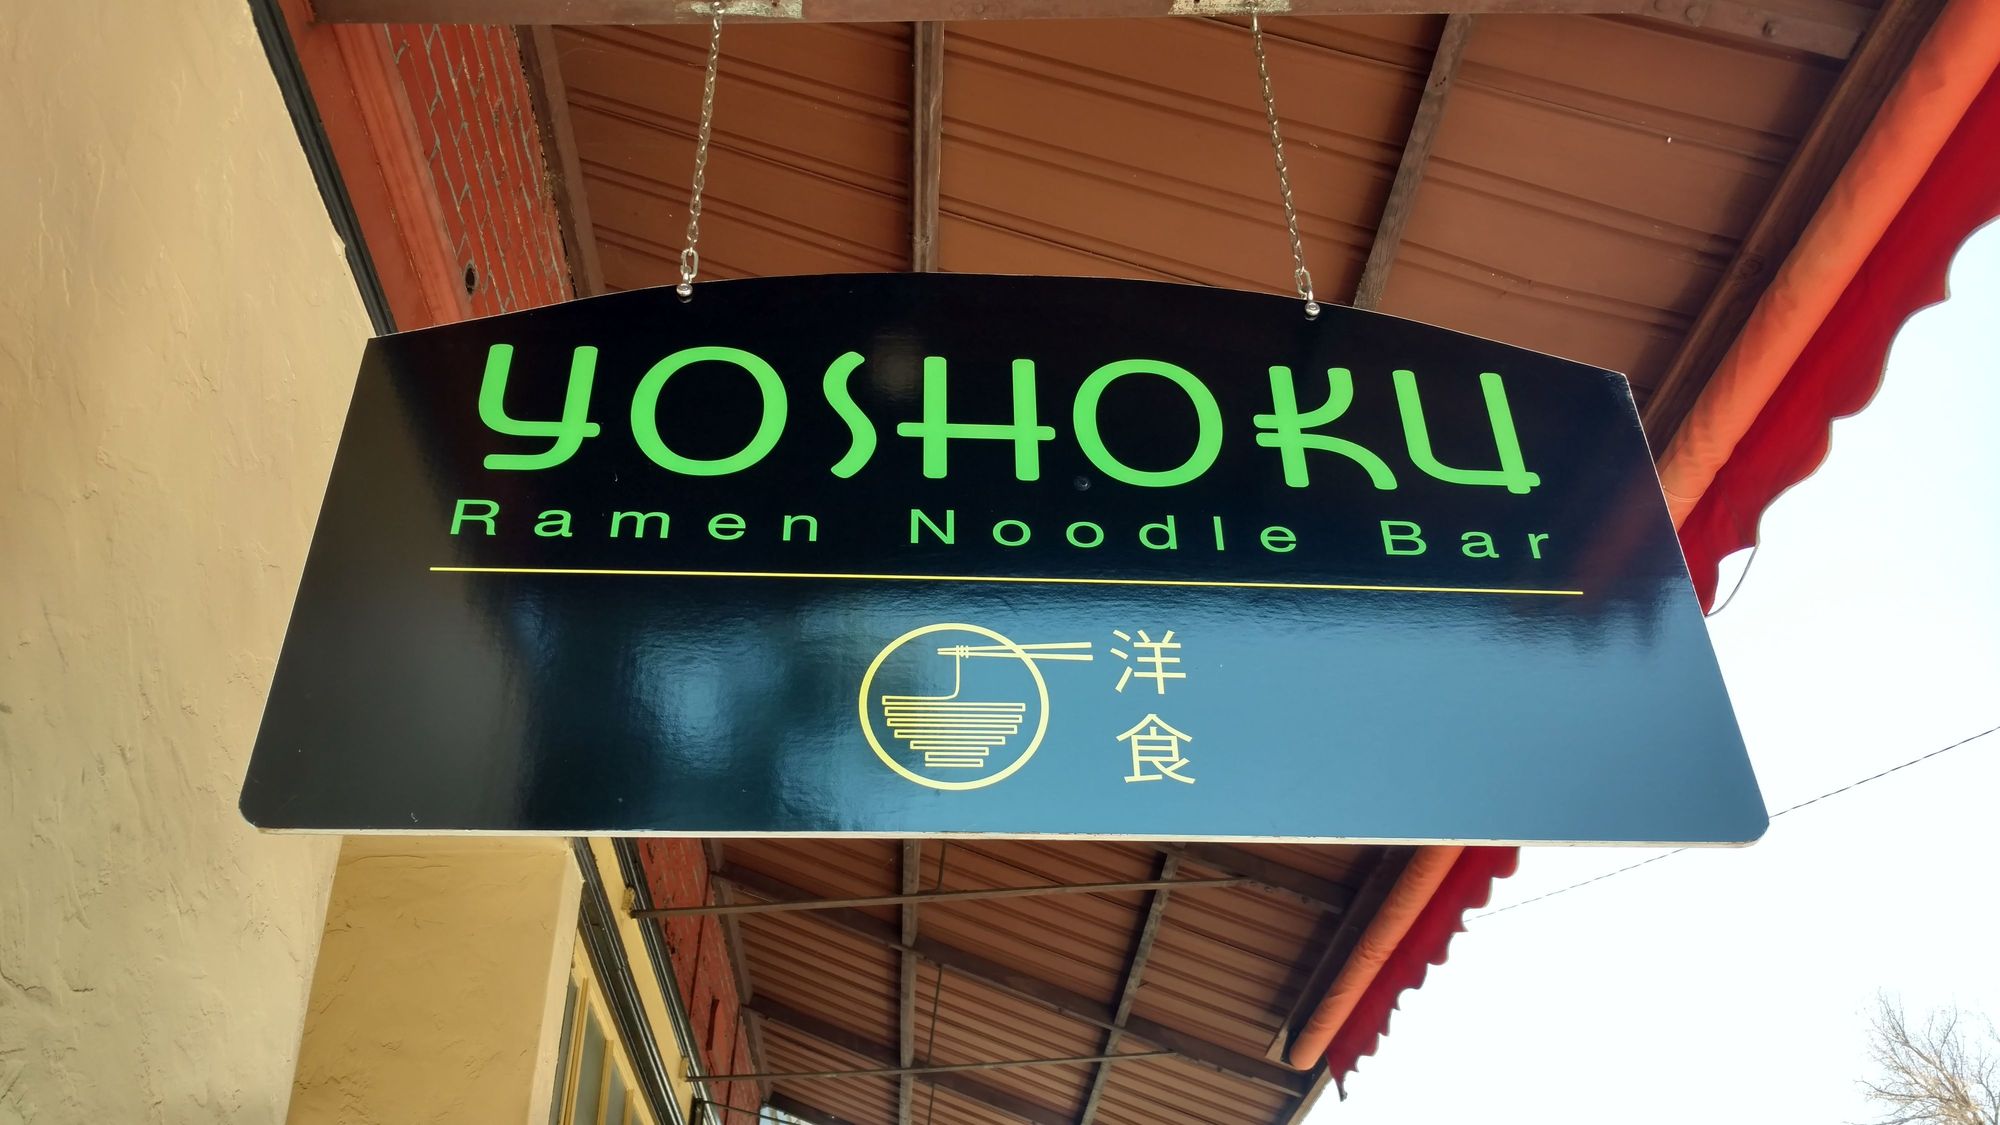 YOSHOKU
Ramen Noodle Bar
洋
食